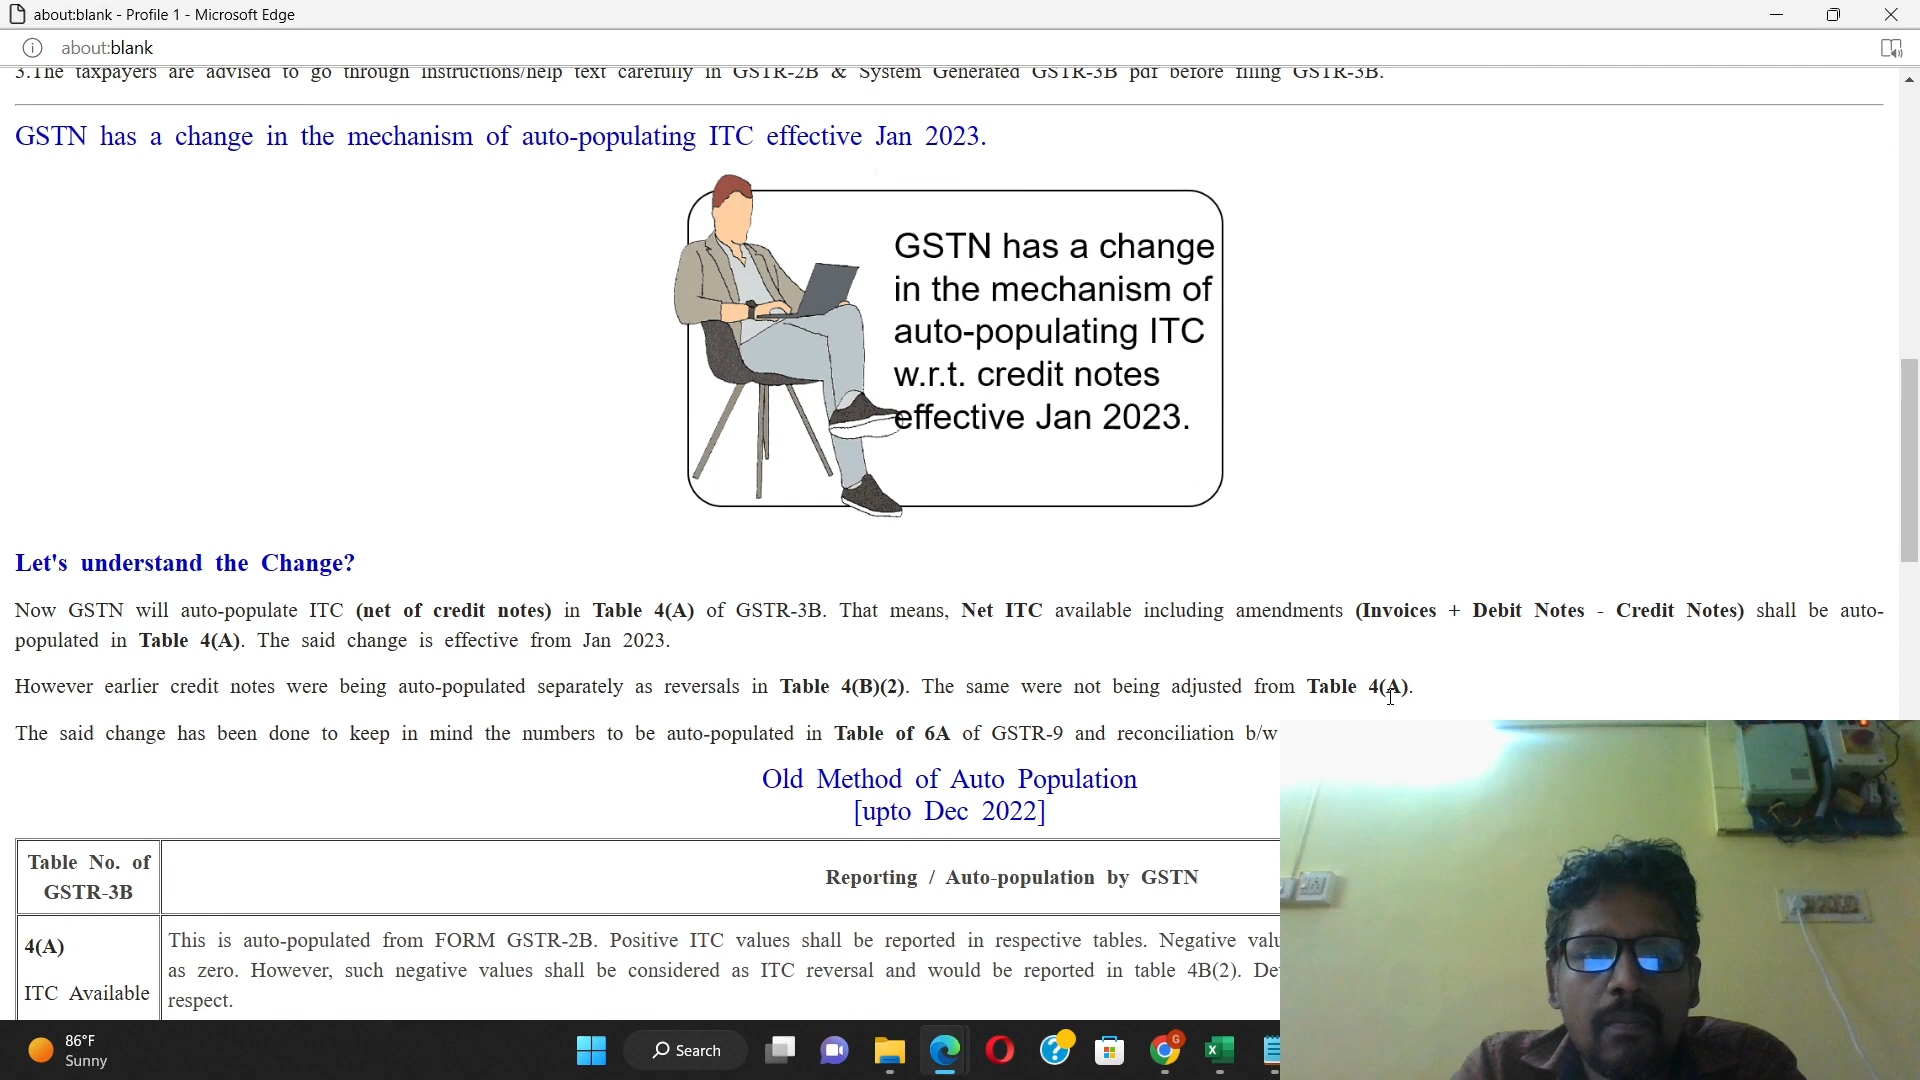 about:blank - Profile 1 - Microsoft Edge
about:blank
3.The taxpayers are advised to go through instructions/help text carefully in GSTR-2B & System Generated GSTR-3B pdf before filing GSTR-3B.
GSTN has a change in the mechanism of auto-populating ITC effective Jan 2023.
GSTN has a change
in the mechanism of
auto-populating ITC
w.r.t. credit notes
effective Jan 2023.
Let's understand the Change?
Now GSTN will auto-populate ITC (net of credit notes) in Table 4(A) of GSTR-3B. That means, Net ITC available including amendments (Invoices + Debit Notes - Credit Notes) shall be auto-
populated in Table 4(A). The said change is effective from Jan 2023.
However earlier credit notes were being auto-populated separately as reversals in Table 4(B)(2). The same were not being adjusted from Table 4(A).
The said change has been done to keep in mind the numbers to be auto-populated in Table of 6A of GSTR-9 and reconciliation b/w
Old Method of Auto Population
[upto Dec 2022]
Table No. of
GSTR-3B
Reporting / Auto-population by GSTN
4(A)
ITC Available
This is auto-populated from FORM GSTR-2B. Positive ITC values shall be reported in respective tables. Negative
as zero. However, such negative values shall be considered as ITC reversal and would be reported in table 4B(2).
respect.
86°F
Sunny
Search
G